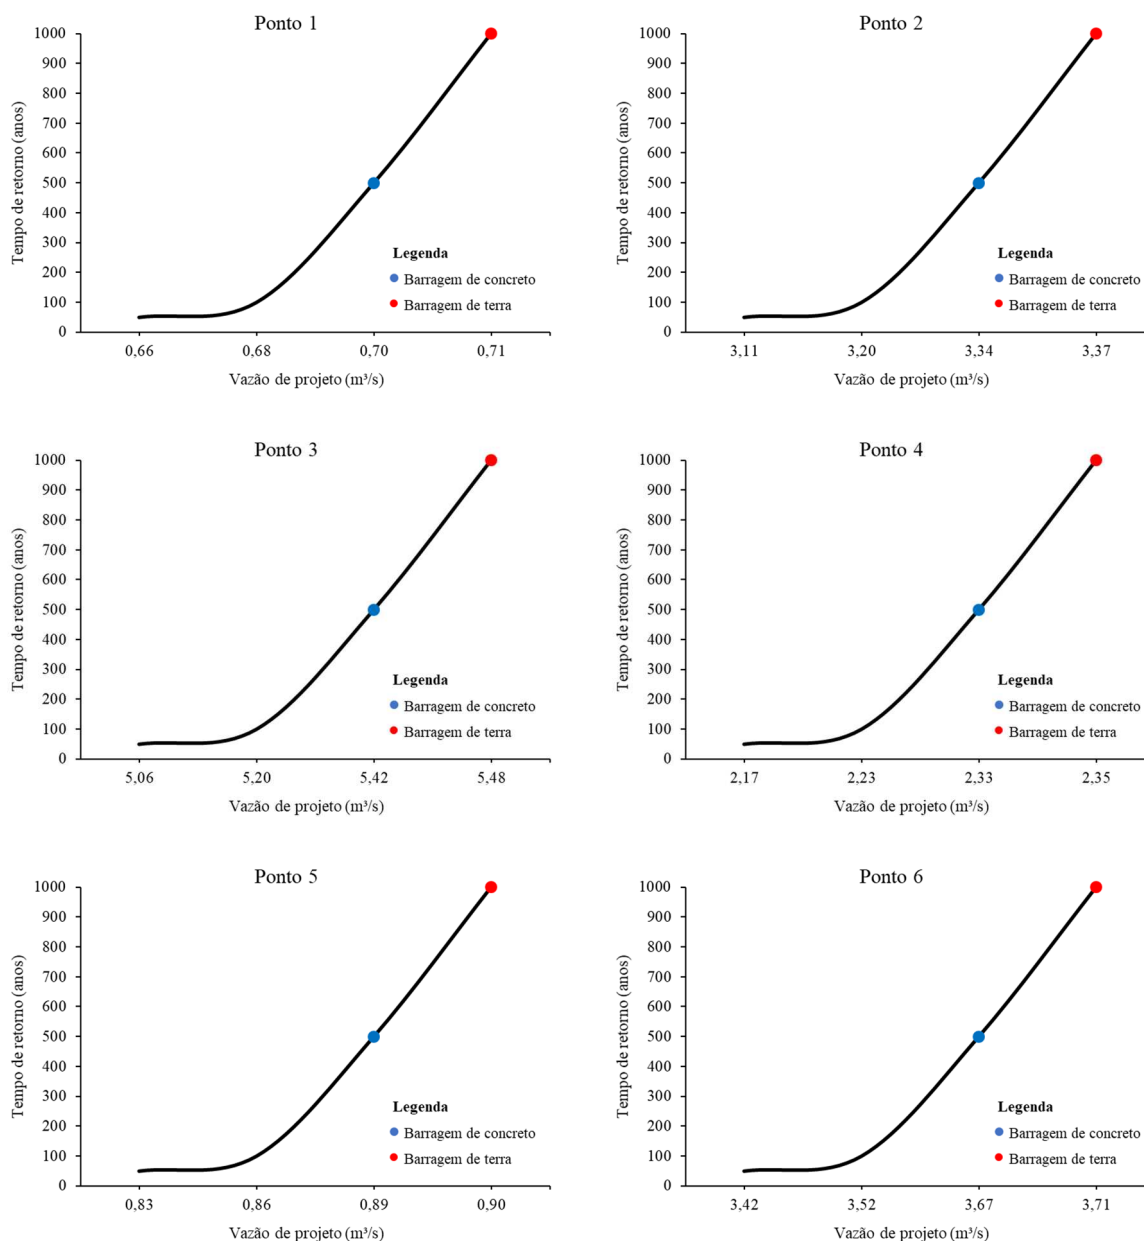 Ponto 1
1000
900
800
700
600
500
400
300
200
100
0
Tempo de retorno (anos)
Legenda
Barragem de concreto
Barragem de terra
0,66 0,68 0,70 0,71
Vazão de projeto (m³/s)
Ponto 2
1000
900
800
700
600
500
400
300
200
100
0
Tempo de retorno (anos)
Legenda
Barragem de concreto
Barragem de terra
3,11 3,20 3,34 3,37
Vazão de projeto (m³/s)
Ponto 3
1000
900
800
700
600
500
400
300
200
100
0
Tempo de retorno (anos)
Legenda
Barragem de concreto
Barragem de terra
5,06 5,20 5,42 5,48
Vazão de projeto (m³/s)
Ponto 4
1000
900
800
700
600
500
400
300
200
100
0
Tempo de retorno (anos)
Legenda
Barragem de concreto
Barragem de terra
2,17 2,23 2,33 2,35
Vazão de projeto (m³/s)
Ponto 5
1000
900
800
700
600
500
400
300
200
100
0
Tempo de retorno (anos)
Legenda
Barragem de concreto
Barragem de terra
0,83 0,86 0,89 0,90
Vazão de projeto (m³/s)
Ponto 6
1000
900
800
700
600
500
400
300
200
100
0
Tempo de retorno (anos)
Legenda
Barragem de concreto
Barragem de terra
3,42 3,52 3,67 3,71
Vazão de projeto (m³/s)